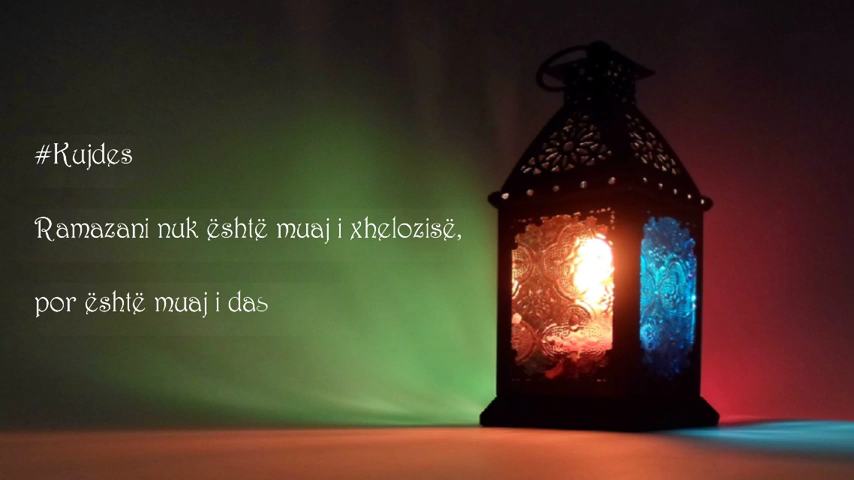 #Kujdes
Ramazani nuk është muaj i xhelozisë,
por është muaj i das